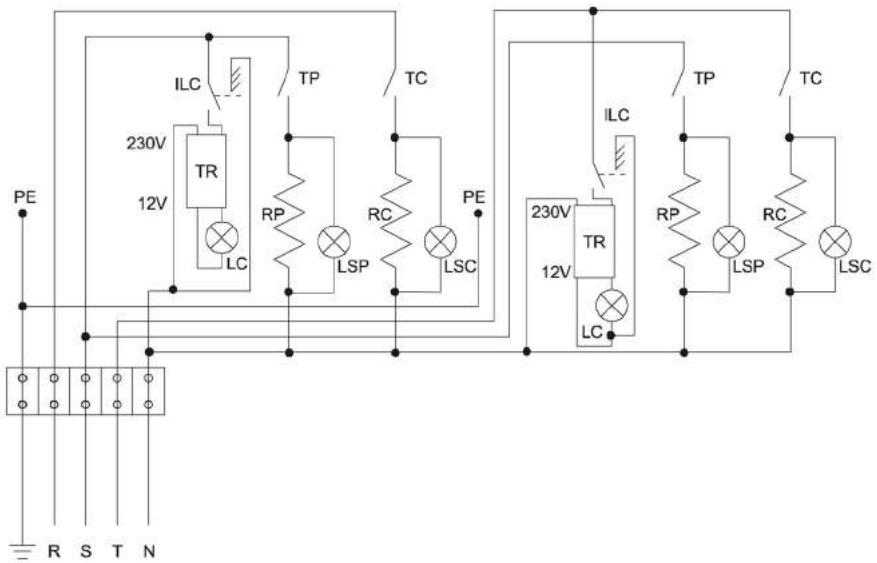 TP
TC
TP
TC
ILC
ILC
230V
TR
PE
12V
RP
RC
PE
230V
RP
RC
TR
LC
LSP
LSC
12V
LSP
LSC
LC
R S T N